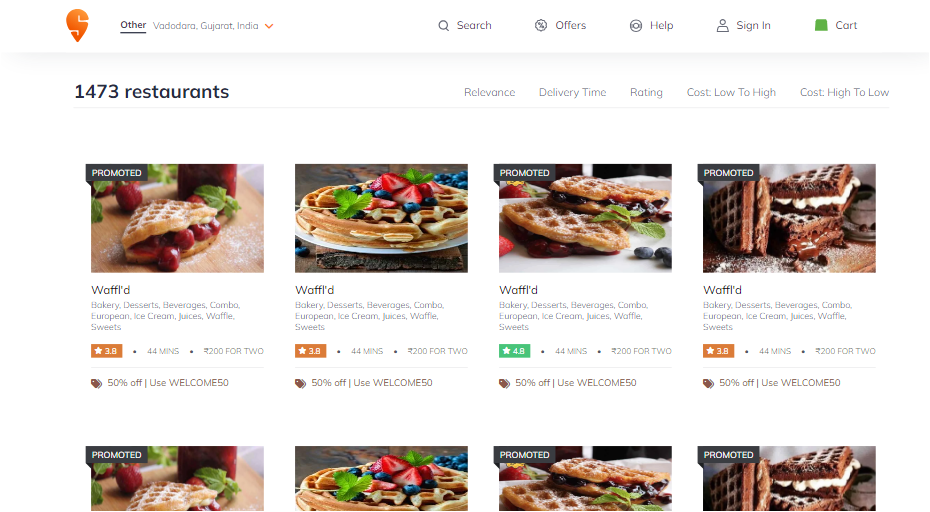 Other Vadodara, Gujarat, India Search Offers Help Sign In Cart
1473 restaurants Relevance Delivery Time Rating Cost: Low To High Cost: High To Low
PROMOTED
Waffl'd
Bakery, Desserts, Beverages, Combo,
European, Ice Cream, Juices, Waffle,
Sweets
★ 3.8 • 44 MINS • ₹200 FOR TWO
50% off | Use WELCOME50
Waffl'd
Bakery, Desserts, Beverages, Combo,
European, Ice Cream, Juices, Waffle,
Sweets
★ 3.8 • 44 MINS • ₹200 FOR TWO
50% off | Use WELCOME50
PROMOTED
Waffl'd
Bakery, Desserts, Beverages, Combo,
European, Ice Cream, Juices, Waffle,
Sweets
★ 4.8 • 44 MINS • ₹200 FOR TWO
50% off | Use WELCOME50
PROMOTED
Waffl'd
Bakery, Desserts, Beverages, Combo,
European, Ice Cream, Juices, Waffle,
Sweets
★ 3.8 • 44 MINS • ₹200 FOR TWO
50% off | Use WELCOME50
PROMOTED
PROMOTED
PROMOTED